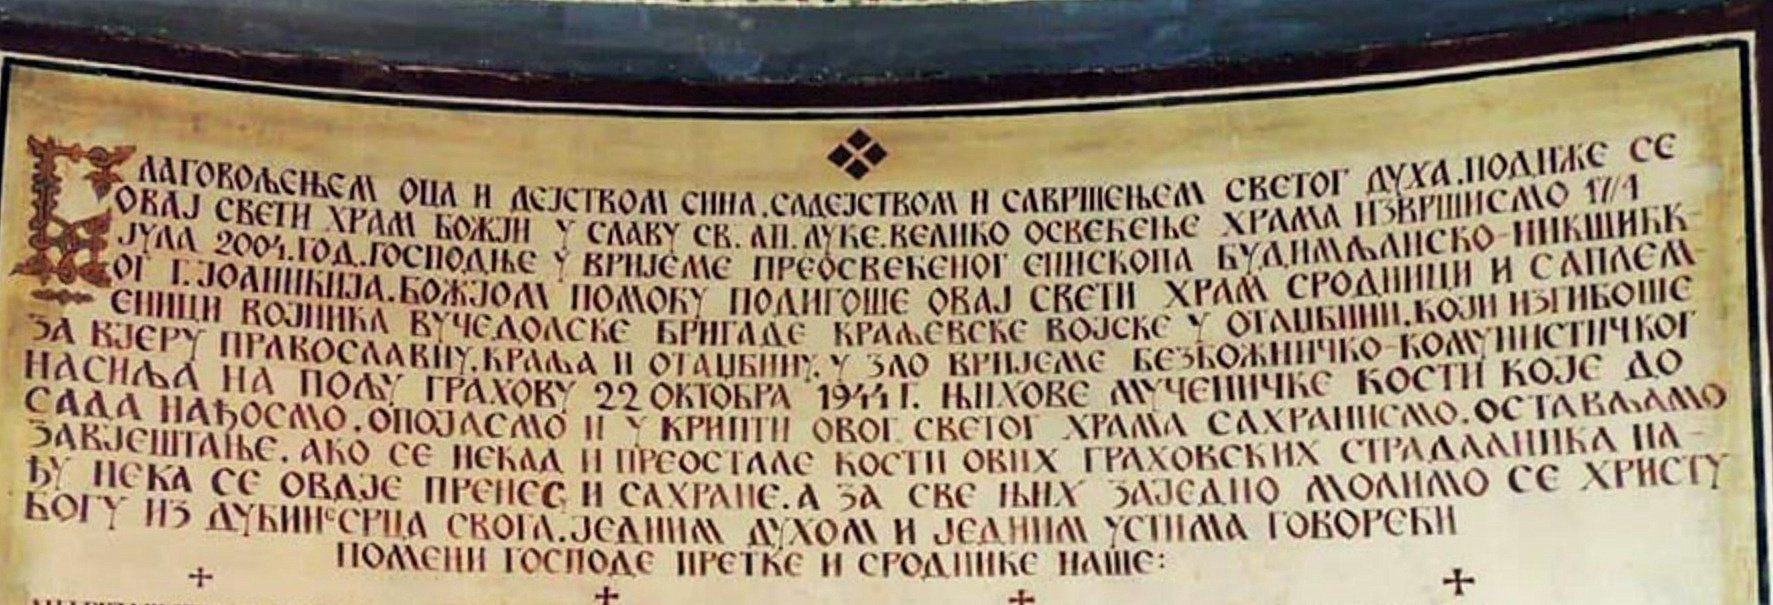 БЛАГОВОЉЕЊЕМ ОЦА И ДЕЈСТВОМ СИНА.САДЕЈСТВОМ И САВРШЕЊЕМ СВЕТОГ ДУХА.ПОДИЖЕ СЕ
ОВАЈ СВЕТИ ХРАМ БОЖЈИ У СЛАВУ СВ. АП. ЛУКЕ.ВЕЛИКО ОСВЕЋЕЊЕ ХРАМА ИЗВРШИСМО 17/4
ЈУЛА 2004.ГОД.ГОСПОДЊЕ У ВРИЈЕМЕ ПРЕОСВЕЋЕНОГ ЕПИСКОПА БУДИМЉАНСКО-НИКШИЋК-
ОГ Г.ЈОАНИКИЈА.БОЖЈОМ ПОМОЋУ ПОДИГОШЕ ОВАЈ СВЕТИ ХРАМ СРОДНИЦИ И САПЛЕМ-
ЕНИЦИ ВОЈНИКА ВУЧЕДОЛСКЕ БРИГАДЕ КРАЉЕВСКЕ ВОЈСКЕ У ОТАЏБИНИ.КОЈИ ИЗГИБОШЕ
ЗА ВЈЕРУ ПРАВОСЛАВНУ.КРАЉА И ОТАЏБИНУ.У ЗЛО ВРИЈЕМЕ БЕЗБОЖНИЧКО-КОМУНИСТИЧКОГ
НАСИЉА НА ПОЉУ ГРАХОВУ 22 ОКТОБРА 1944 Г. ЊИХОВЕ МУЧЕНИЧКЕ КОСТИ КОЈЕ ДО
САДА НАЂОСМО.ОПОЈАСМО И У КРИПТИ ОВОГ СВЕТОГ ХРАМА САХРАНИСМО.ОСТАВЉАМО
ЗАВЈЕШТАЊЕ. АКО СЕ НЕКАД И ПРЕОСТАЛЕ КОСТИ ОВИХ ГРАХОВСКИХ СТРАДАЛНИКА НА-
ЂУ НЕКА СЕ ОВДЈЕ ПРЕНЕС И САХРАНЕ.А ЗА СВЕ ЊИХ ЗАЈЕДНО МОЛИМО СЕ ХРИСТУ
БОГУ ИЗ ДУБИНЕ СРЦА СВОГА.ЈЕДНИМ ДУХОМ И ЈЕДНИМ УСТИМА ГОВОРЕЋИ
ПОМЕНИ ГОСПОДЕ ПРЕТКЕ И СРОДНИКЕ НАШЕ: